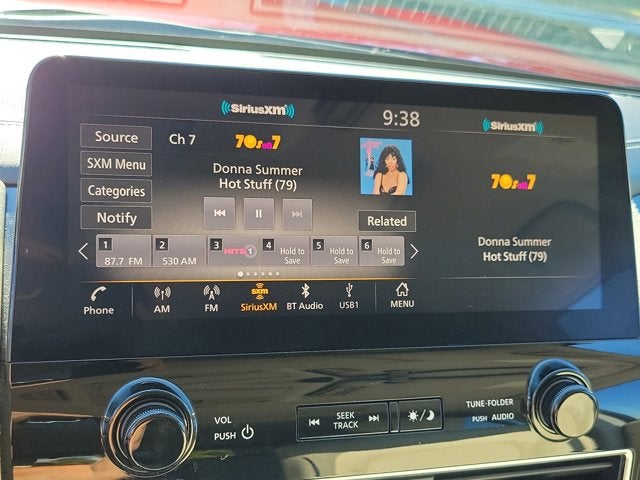 SiriusXM
9:38
SiriusXM
Source
Ch 7
70s on 7
SXM Menu
Donna Summer
Hot Stuff (79)
Categories
Notify
Related
1 87.7 FM
2 530 AM
3 HITS 1
4 Hold to Save
5 Hold to Save
6 Hold to Save
70s on 7
Donna Summer
Hot Stuff (79)
Phone
AM
FM
sxm SiriusXM
BT Audio
USB1
MENU
VOL
PUSH
SEEK
TRACK
TUNE·FOLDER
PUSH AUDIO